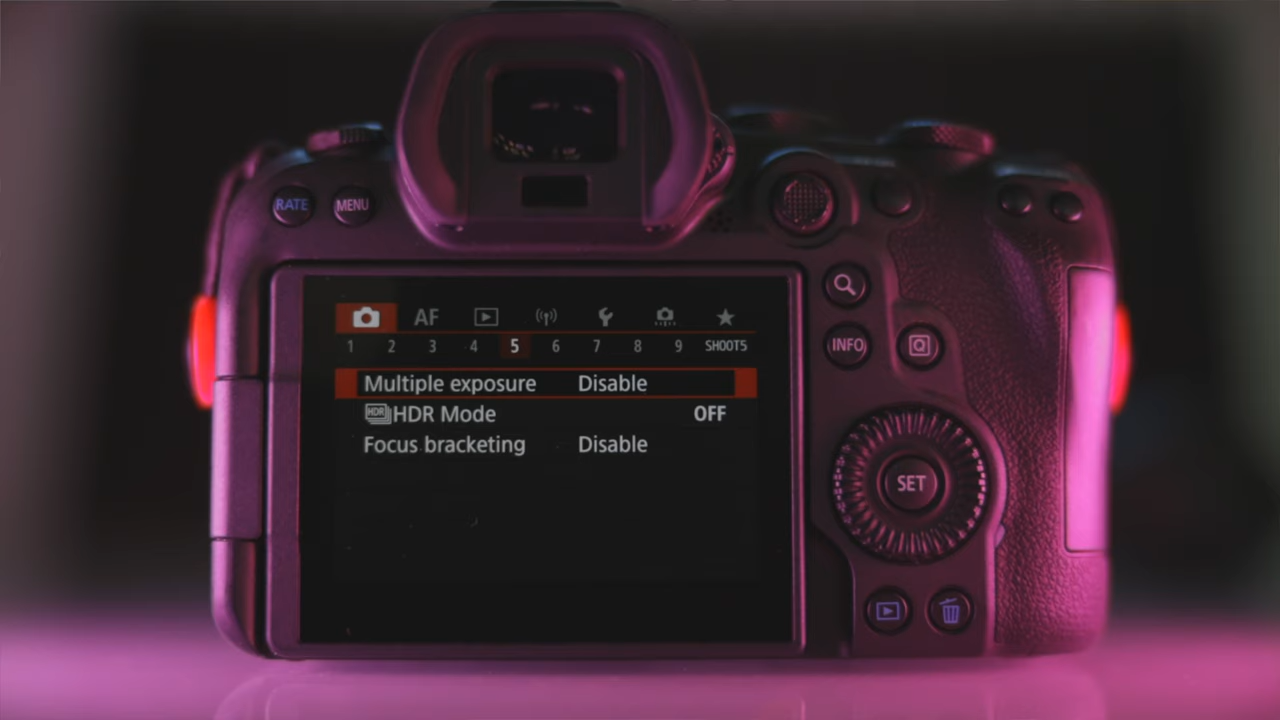 RATE MENU
AF
1 2 3 4 5 6 7 8 9 SHOOT5
INFO Q
Multiple exposure Disable
HDR HDR Mode OFF
Focus bracketing Disable
SET